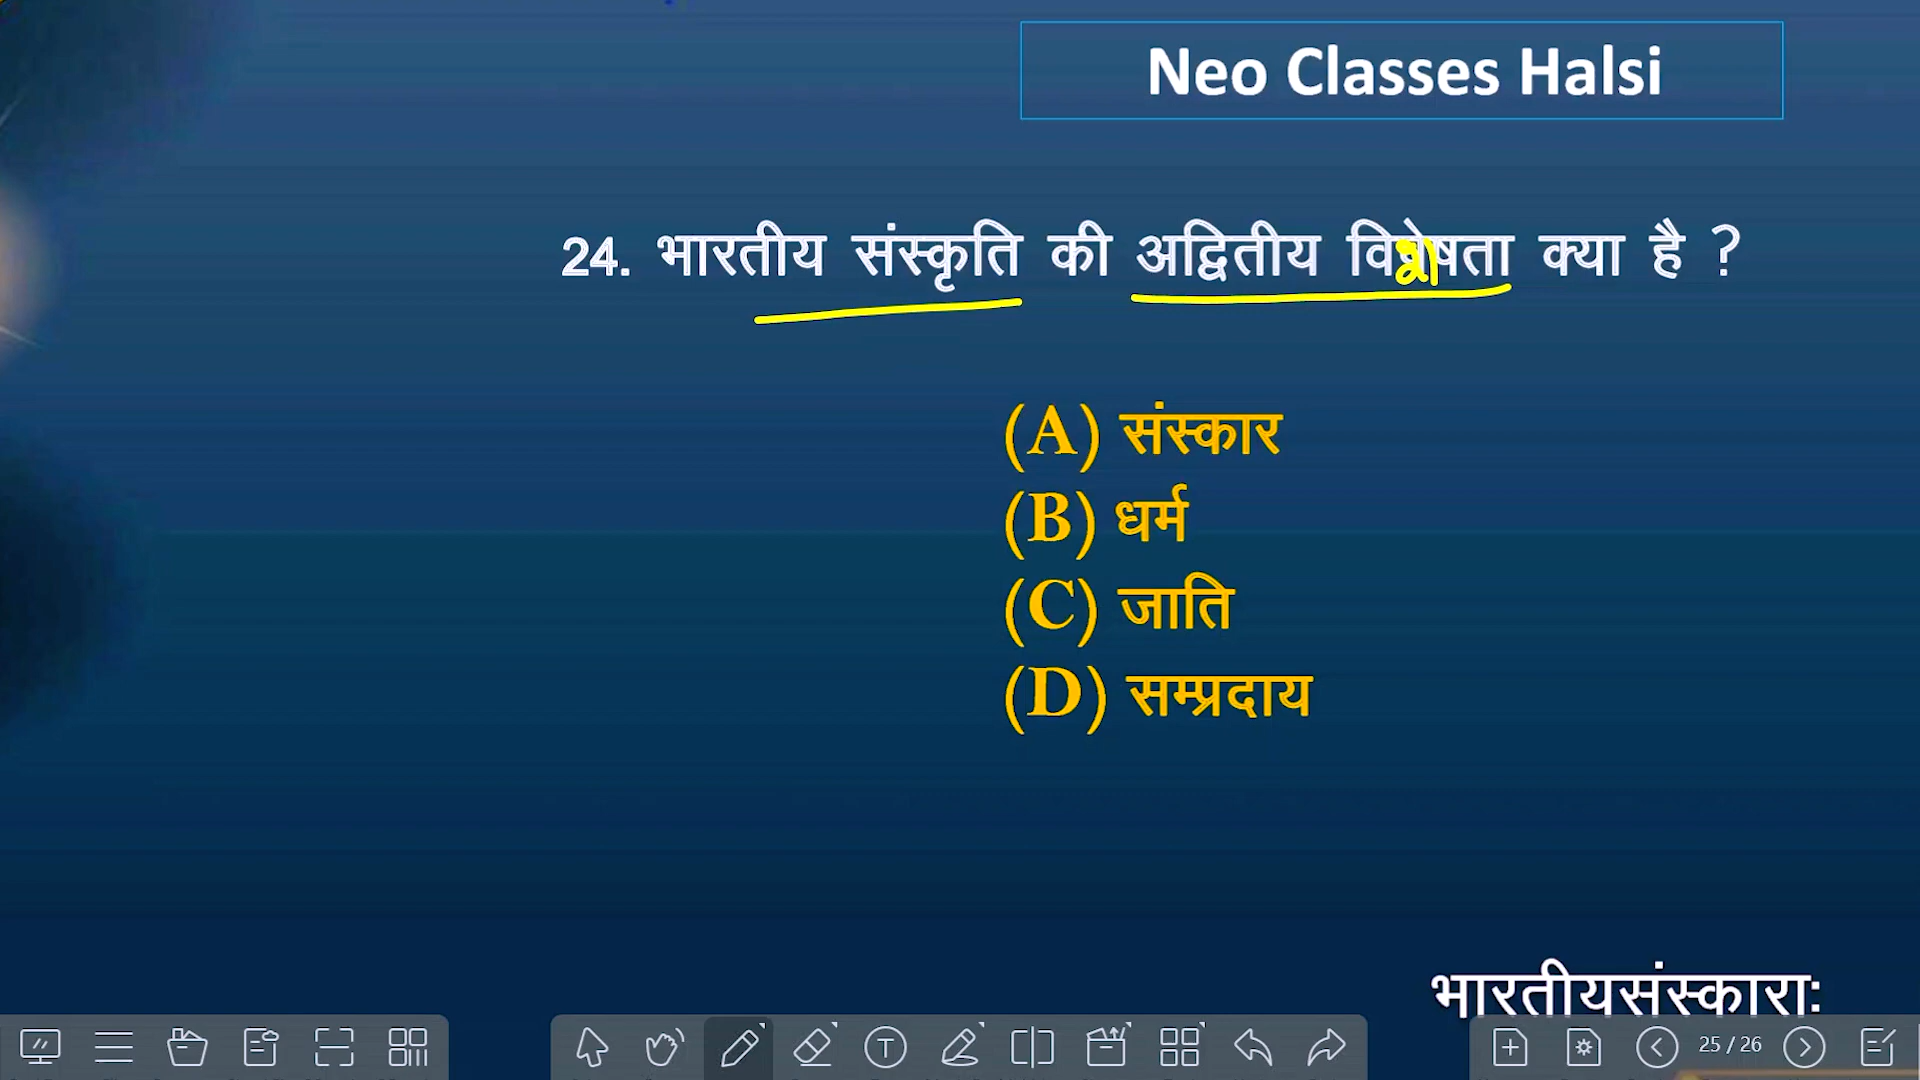 Neo Classes Halsi
24. भारतीय संस्कृति की अद्वितीय विशेषता क्या है ?
(A) संस्कार
(B) धर्म
(C) जाति
(D) सम्प्रदाय
भारतीयसंस्काराः
25 / 26